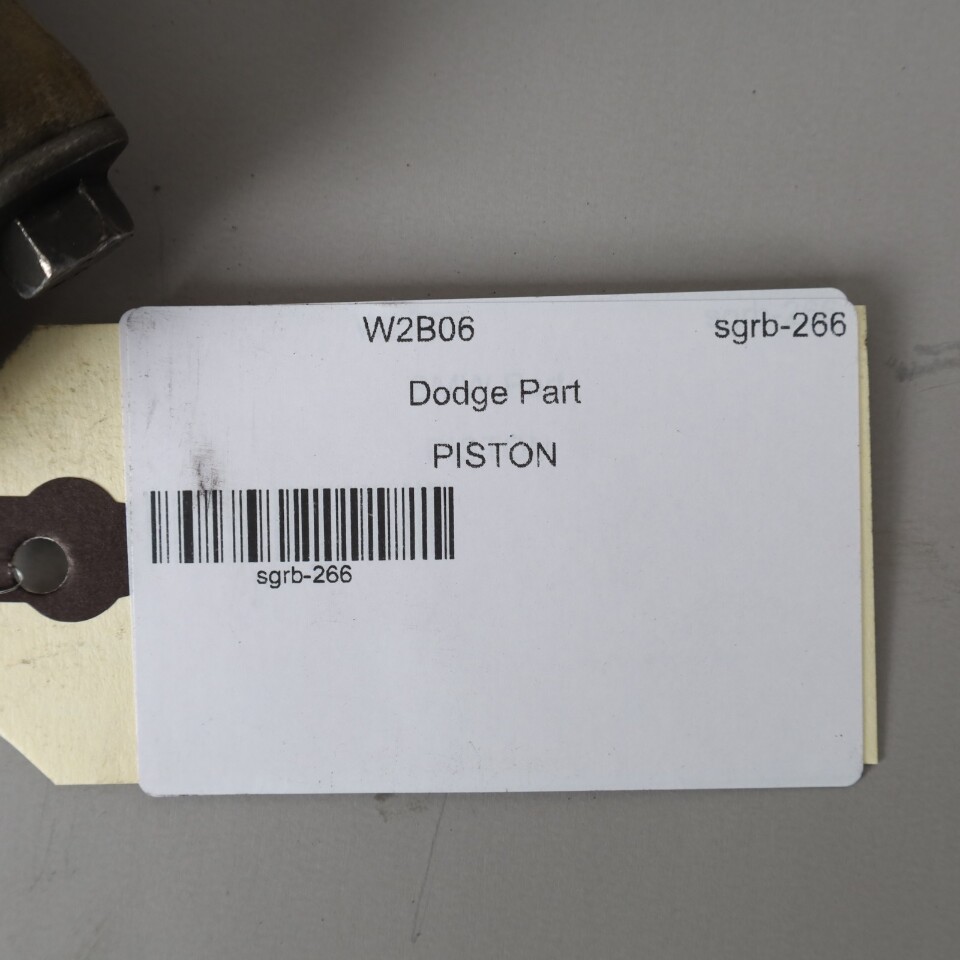 W2B06 sgrb-266
Dodge Part
PISTON
sgrb-266